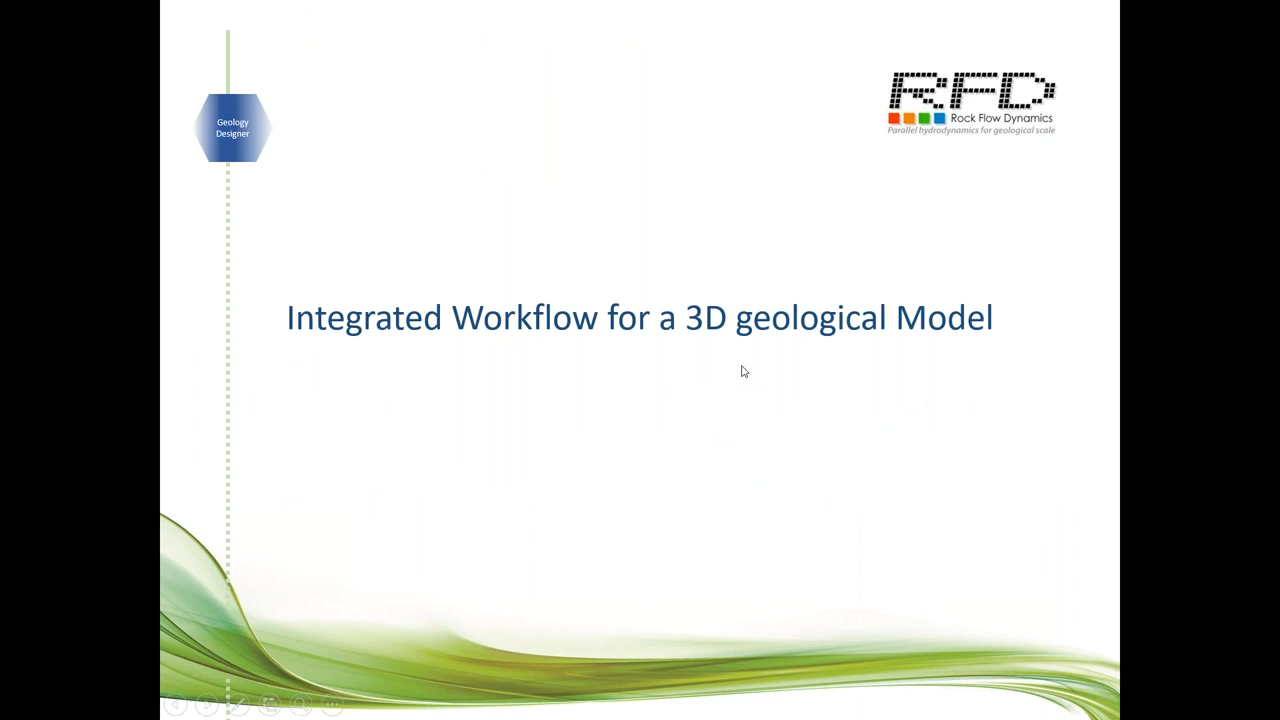 Geology
Designer
RFD
Rock Flow Dynamics
Parallel hydrodynamics for geological scale
Integrated Workflow for a 3D geological Model